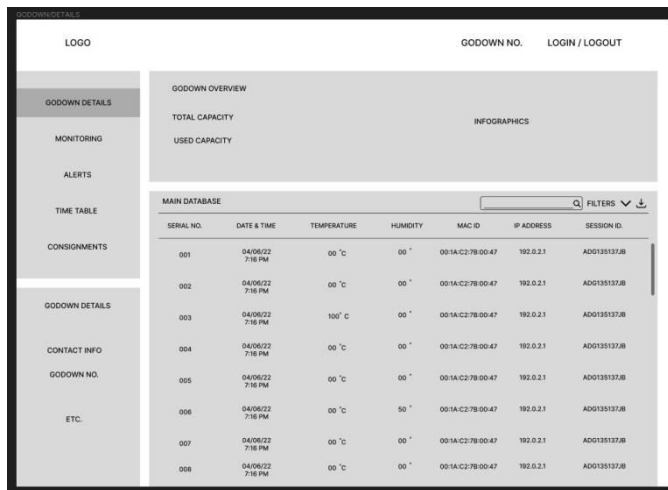 GODOWN/DETAILS
LOGO
GODOWN NO.
LOGIN / LOGOUT
GODOWN DETAILS
MONITORING
ALERTS
TIME TABLE
CONSIGNMENTS
GODOWN DETAILS
CONTACT INFO
GODOWN NO.
ETC.
GODOWN OVERVIEW
TOTAL CAPACITY
USED CAPACITY
INFOGRAPHICS
MAIN DATABASE
FILTERS
SERIAL NO. DATE & TIME TEMPERATURE HUMIDITY MAC ID IP ADDRESS SESSION ID.
001 04/06/22 00 °C 00 ° 00:1A:C2:7B:00:47 192.0.2.1 ADG135137JB
7:16 PM
002 04/06/22 00 °C 00 ° 00:1A:C2:7B:00:47 192.0.2.1 ADG135137JB
7:16 PM
003 04/06/22 100° C 00 ° 00:1A:C2:7B:00:47 192.0.2.1 ADG135137JB
7:16 PM
004 04/06/22 00 °C 00 ° 00:1A:C2:7B:00:47 192.0.2.1 ADG135137JB
7:16 PM
005 04/06/22 00 °C 00 ° 00:1A:C2:7B:00:47 192.0.2.1 ADG135137JB
7:16 PM
006 04/06/22 00 °C 50 ° 00:1A:C2:7B:00:47 192.0.2.1 ADG135137JB
7:16 PM
007 04/06/22 00 °C 00 ° 00:1A:C2:7B:00:47 192.0.2.1 ADG135137JB
7:16 PM
008 04/06/22 00 °C 00 ° 00:1A:C2:7B:00:47 192.0.2.1 ADG135137JB
7:16 PM